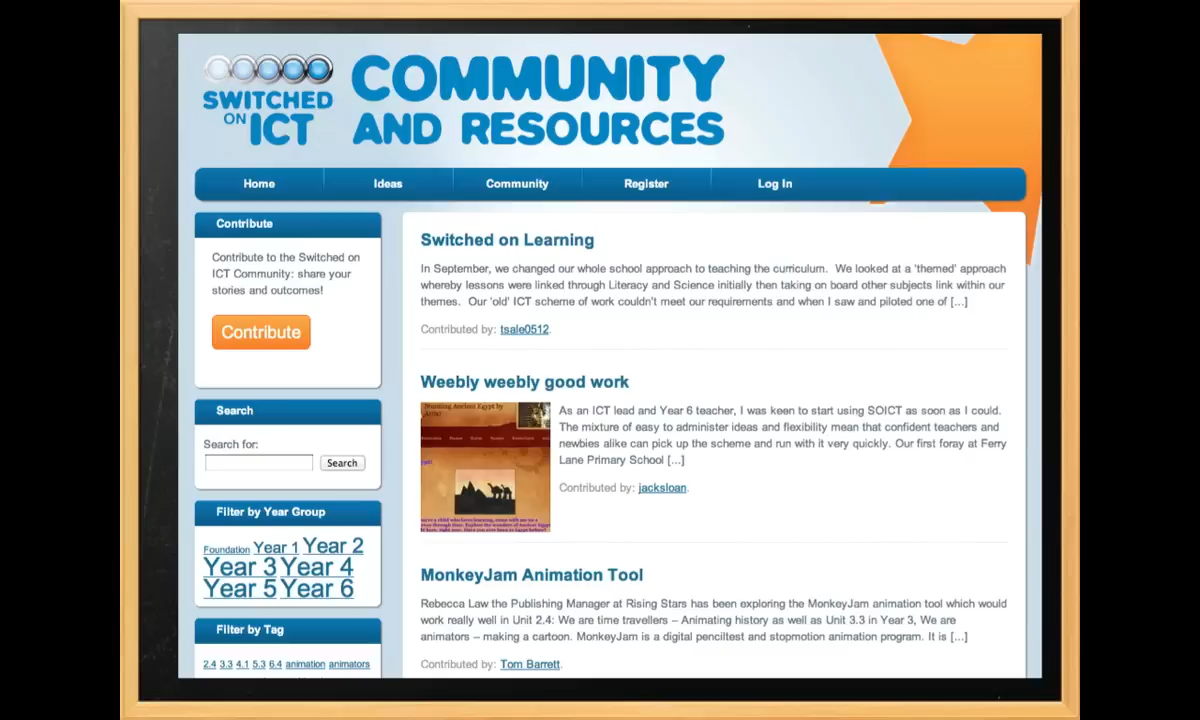 SWITCHED
ON ICT
COMMUNITY
AND RESOURCES
Home Ideas Community Register Log In
Contribute
Contribute to the Switched on
ICT Community: share your
stories and outcomes!
Contribute
Search
Search for:
Search
Filter by Year Group
Foundation Year 1 Year 2
Year 3 Year 4
Year 5 Year 6
Filter by Tag
2.4 3.3 4.1 5.3 6.4 animation animators
Switched on Learning
In September, we changed our whole school approach to teaching the curriculum. We looked at a 'themed' approach
whereby lessons were linked through Literacy and Science initially then taking on board other subjects link within our
themes. Our 'old' ICT scheme of work couldn't meet our requirements and when I saw and piloted one of [...]
Contributed by: tsale0512.
Weebly weebly good work
As an ICT lead and Year 6 teacher, I was keen to start using SOICT as soon as I could.
The mixture of easy to administer ideas and flexibility mean that confident teachers and
newbies alike can pick up the scheme and run with it very quickly. Our first foray at Ferry
Lane Primary School [...]
Contributed by: jacksloan.
MonkeyJam Animation Tool
Rebecca Law the Publishing Manager at Rising Stars has been exploring the MonkeyJam animation tool which would
work really well in Unit 2.4: We are time travellers – Animating history as well as Unit 3.3 in Year 3, We are
animators – making a cartoon. MonkeyJam is a digital penciltest and stopmotion animation program. It is [...]
Contributed by: Tom Barrett.